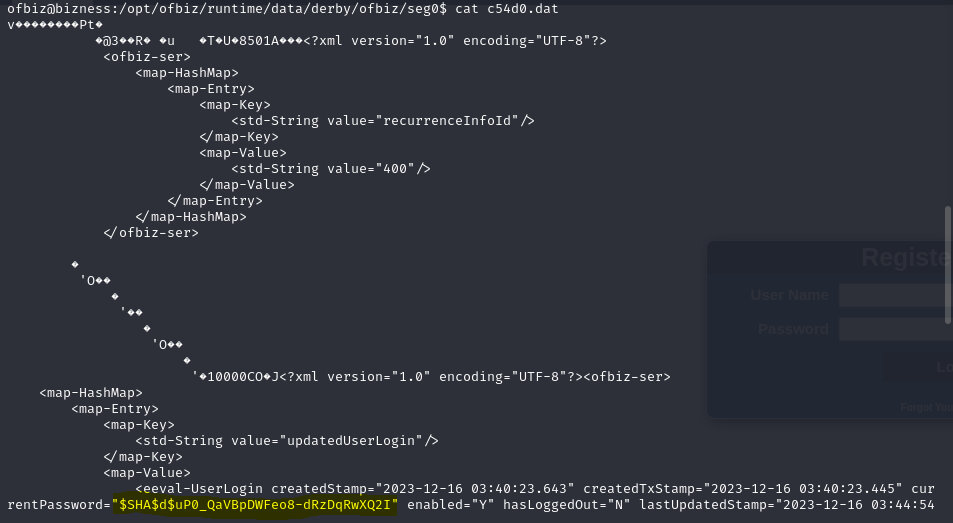 ofbiz@bizness:/opt/ofbiz/runtime/data/derby/ofbiz/seg0$ cat c54d0.dat
v���������Pt�
�@3��R� �u �T�U�8501A���<?xml version="1.0" encoding="UTF-8"?>
<ofbiz-ser>
<map-HashMap>
<map-Entry>
<map-Key>
<std-String value="recurrenceInfoId"/>
</map-Key>
<map-Value>
<std-String value="400"/>
</map-Value>
</map-Entry>
</map-HashMap>
</ofbiz-ser>
�
'O��
�
'��
�
'O��
�
'�10000CO�J<?xml version="1.0" encoding="UTF-8"?><ofbiz-ser>
<map-HashMap>
<map-Entry>
<map-Key>
<std-String value="updatedUserLogin"/>
</map-Key>
<map-Value>
<eeval-UserLogin createdStamp="2023-12-16 03:40:23.643" createdTxStamp="2023-12-16 03:40:23.445" cur
rentPassword="$SHA$d$uP0_QaVBpDWFeo8-dRzDqRwXQ2I" enabled="Y" hasLoggedOut="N" lastUpdatedStamp="2023-12-16 03:44:54
Registe
User Name
Password
Lo
Forgot You